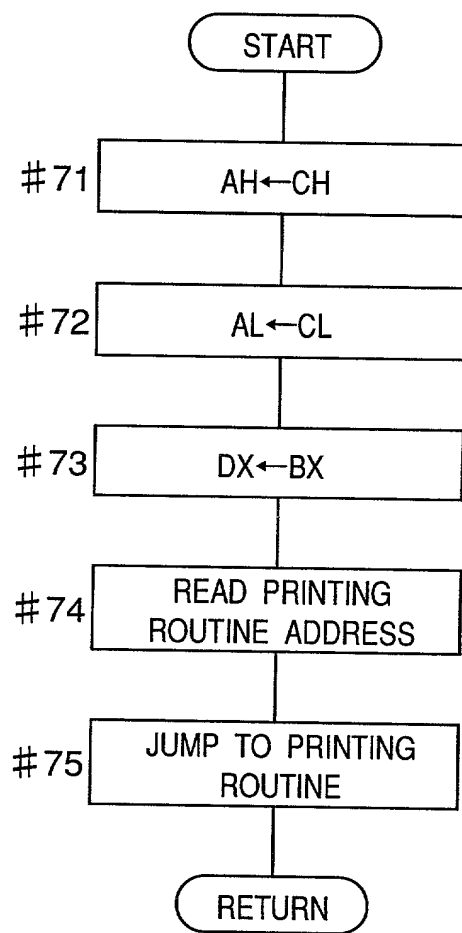 START
#71
AH←CH
#72
AL←CL
#73
DX←BX
#74
READ PRINTING
ROUTINE ADDRESS
#75
JUMP TO PRINTING
ROUTINE
RETURN